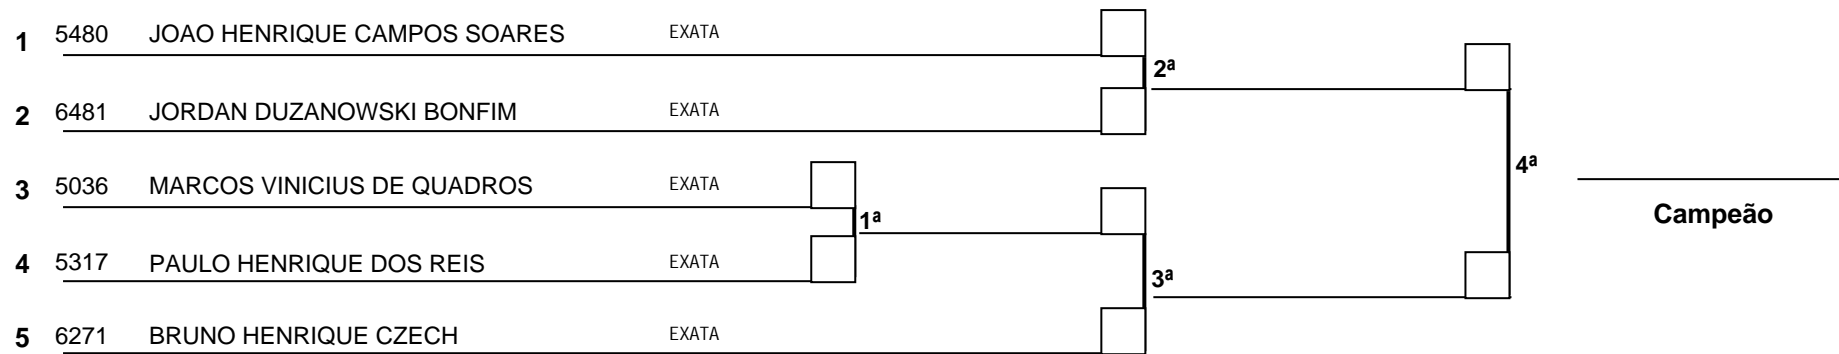 1 5480 JOAO HENRIQUE CAMPOS SOARES EXATA
2ª
2 6481 JORDAN DUZANOWSKI BONFIM EXATA
3 5036 MARCOS VINICIUS DE QUADROS EXATA
4ª
1ª
Campeão
4 5317 PAULO HENRIQUE DOS REIS EXATA
3ª
5 6271 BRUNO HENRIQUE CZECH EXATA